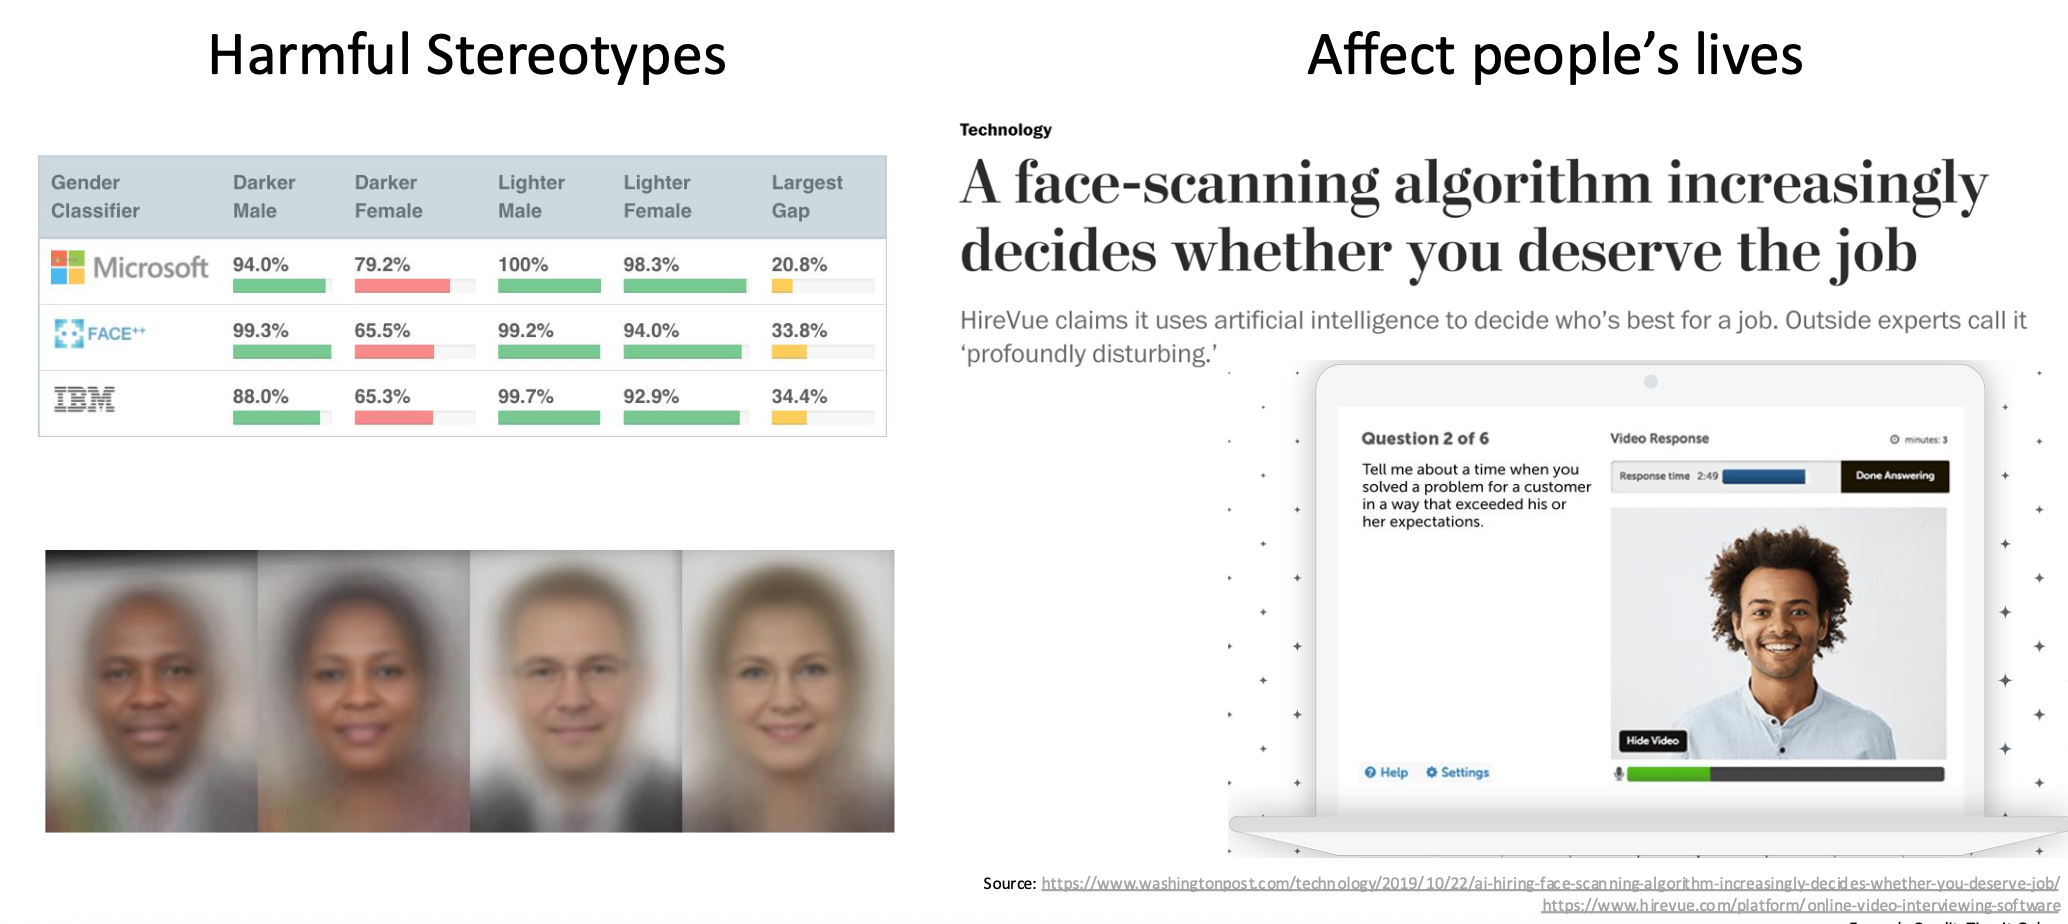 Harmful Stereotypes
Gender Classifier
Darker Male
Darker Female
Lighter Male
Lighter Female
Largest Gap
Microsoft 94.0% 79.2% 100% 98.3% 20.8%
FACE++ 99.3% 65.5% 99.2% 94.0% 33.8%
IBM 88.0% 65.3% 99.7% 92.9% 34.4%
Affect people's lives
Technology
A face-scanning algorithm increasingly
decides whether you deserve the job
HireVue claims it uses artificial intelligence to decide who's best for a job. Outside experts call it
'profoundly disturbing.'
Question 2 of 6
Tell me about a time when you
solved a problem for a customer
in a way that exceeded his or
her expectations.
Video Response
minutes: 3
Response time 2:49
Done Answering
Hide Video
Help Settings
Source: https://www.washingtonpost.com/technology/2019/10/22/ai-hiring-face-scanning-algorithm-increasingly-decides-whether-you-deserve-job/
https://www.hirevue.com/platform/online-video-interviewing-software